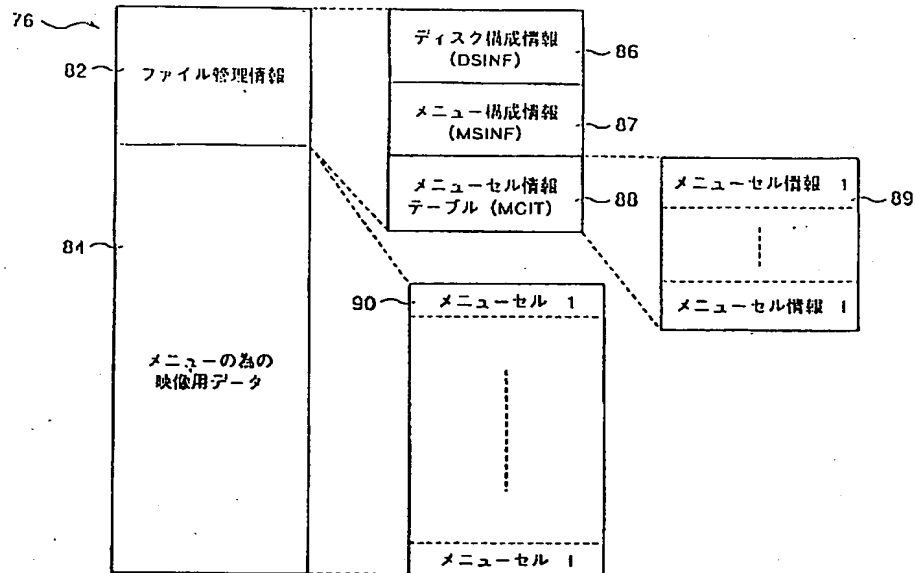 76
82
ファイル管理情報
81
メニューの為の
映像用データ
ディスク構成情報
(DSINF)
86
メニュー構成情報
(MSINF)
87
メニューセル情報
テーブル (MCIT)
88
メニューセル情報 1
89
メニューセル情報 I
90
メニューセル 1
メニューセル I